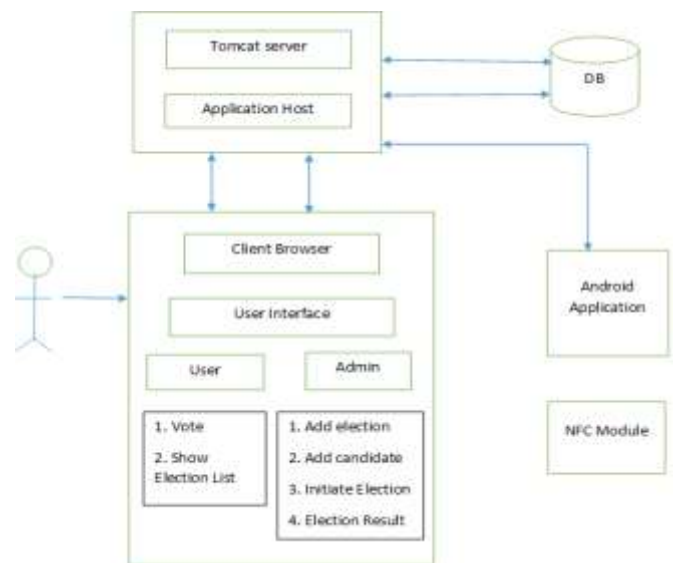 Tomcat server
Application Host
DB
Client Browser
User Interface
User
Admin
1. Vote
2. Show
Election List
1. Add election
2. Add candidate
3. Initiate Election
4. Election Result
Android
Application
NFC Module